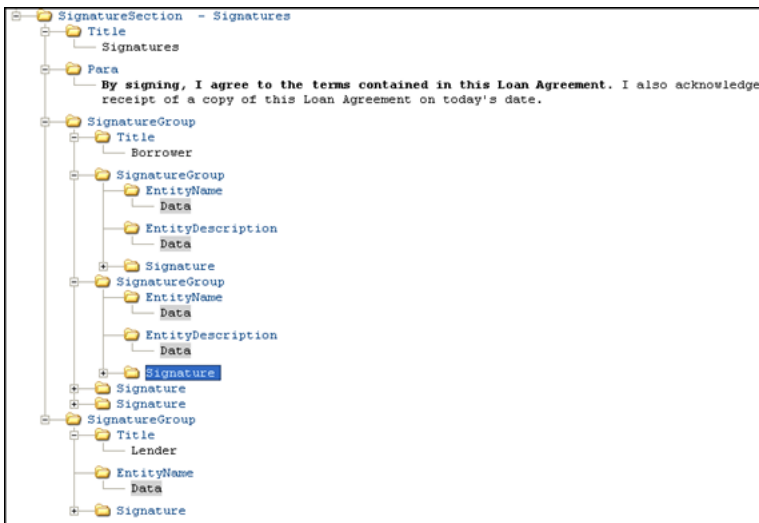 SignatureSection - Signatures
Title
Signatures
Para
By signing, I agree to the terms contained in this Loan Agreement. I also acknowledge
receipt of a copy of this Loan Agreement on today's date.
SignatureGroup
Title
Borrower
SignatureGroup
EntityName
Data
EntityDescription
Data
Signature
SignatureGroup
EntityName
Data
EntityDescription
Data
Signature
Signature
Signature
SignatureGroup
Title
Lender
EntityName
Data
Signature